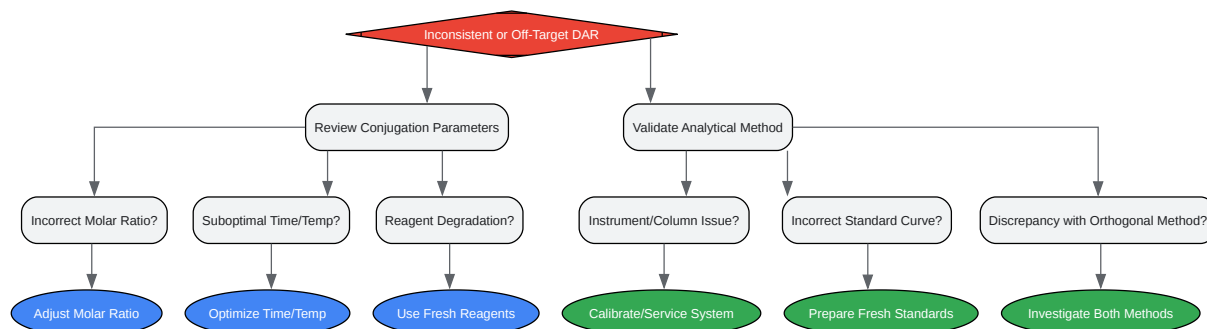 Inconsistent or Off-Target DAR
Review Conjugation Parameters
Validate Analytical Method
Incorrect Molar Ratio?
Suboptimal Time/Temp?
Reagent Degradation?
Instrument/Column Issue?
Incorrect Standard Curve?
Discrepancy with Orthogonal Method?
Adjust Molar Ratio
Optimize Time/Temp
Use Fresh Reagents
Calibrate/Service System
Prepare Fresh Standards
Investigate Both Methods